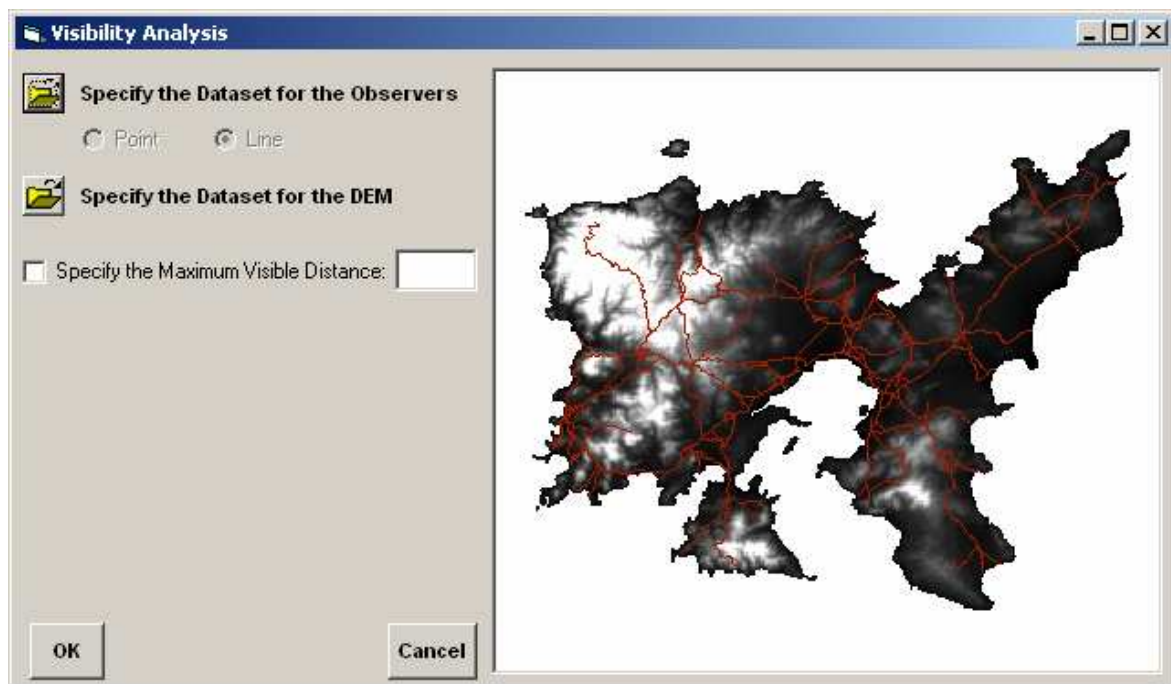 Visibility Analysis
Specify the Dataset for the Observers
Point
Line
Specify the Dataset for the DEM
Specify the Maximum Visible Distance:
OK
Cancel